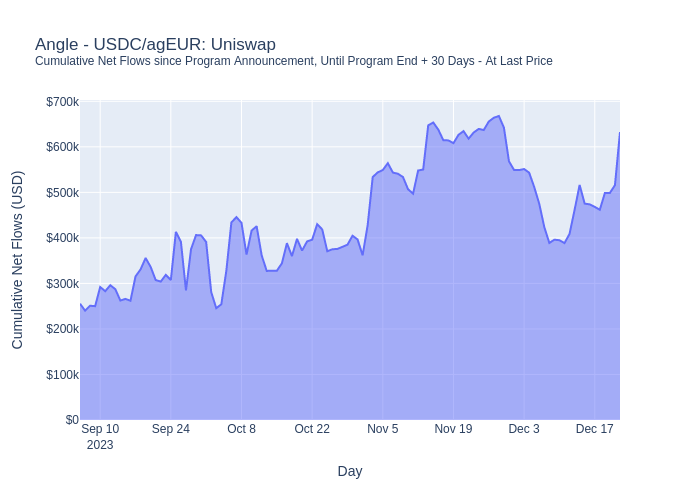 Angle - USDC/agEUR: Uniswap
Cumulative Net Flows since Program Announcement, Until Program End + 30 Days - At Last Price
Cumulative Net Flows (USD)
$700k
$600k
$500k
$400k
$300k
$200k
$100k
$0
Sep 10 Sep 24 Oct 8 Oct 22 Nov 5 Nov 19 Dec 3 Dec 17
2023
Day